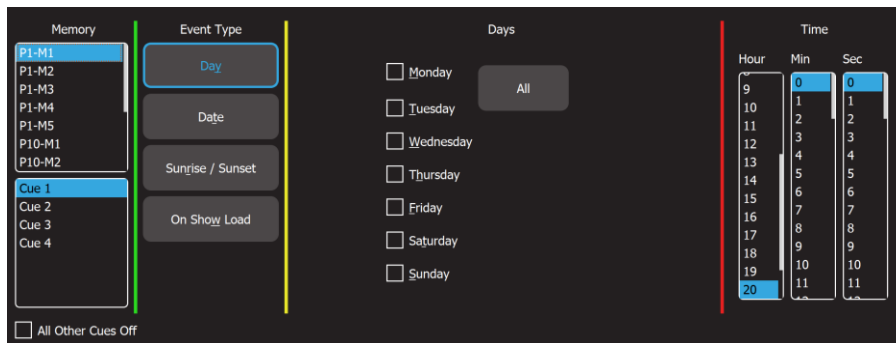 Memory
P1-M1
P1-M2
P1-M3
P1-M4
P1-M5
P10-M1
P10-M2
Cue 1
Cue 2
Cue 3
Cue 4
All Other Cues Off
Event Type
Day
Date
Sunrise / Sunset
On Show Load
Days
Monday
Tuesday
Wednesday
Thursday
Friday
Saturday
Sunday
All
Time
Hour
9
10
11
12
13
14
15
16
17
18
19
20
Min
0
1
2
3
4
5
6
7
8
9
10
11
Sec
0
1
2
3
4
5
6
7
8
9
10
11